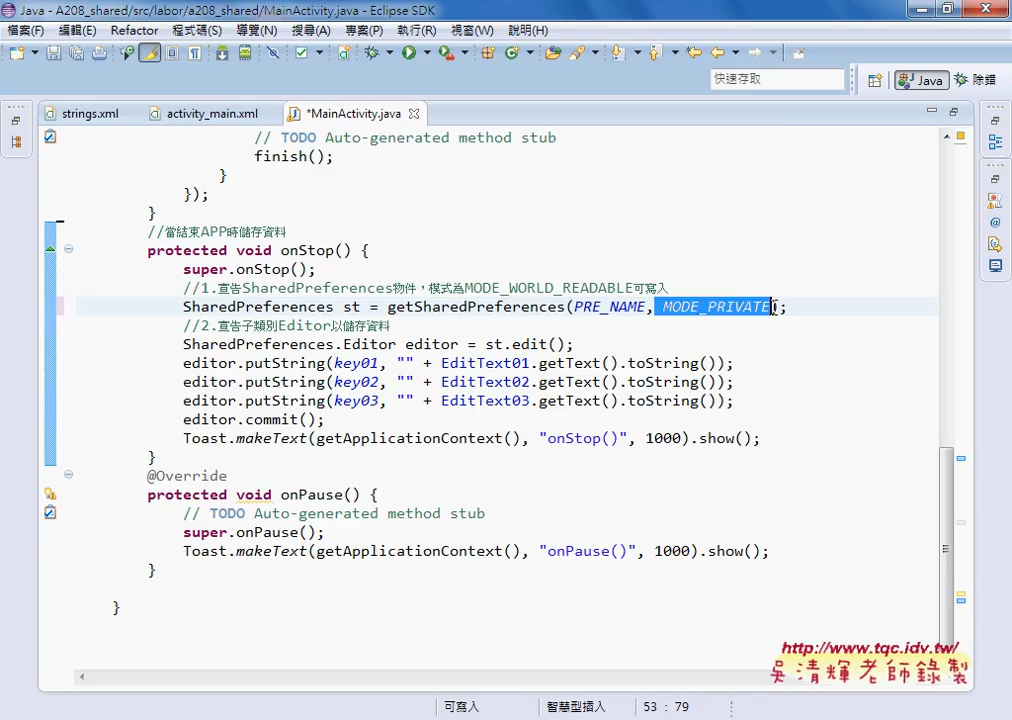 Java - A208_shared/src/labor/a208_shared/MainActivity.java - Eclipse SDK
檔案(F) 編輯(E) Refactor 程式碼(S) 導覽(N) 搜尋(A) 專案(P) 執行(R) 視窗(W) 說明(H)
快速存取 Java 除錯
strings.xml activity_main.xml *MainActivity.java
// TODO Auto-generated method stub
finish();
}
});
}
//當結束APP時儲存資料
protected void onStop() {
super.onStop();
//1.宣告SharedPreferences物件，模式為MODE_WORLD_READABLE可寫入
SharedPreferences st = getSharedPreferences(PRE_NAME, MODE_PRIVATE);
//2.宣告子類別Editor以儲存資料
SharedPreferences.Editor editor = st.edit();
editor.putString(key01, "" + EditText01.getText().toString());
editor.putString(key02, "" + EditText02.getText().toString());
editor.putString(key03, "" + EditText03.getText().toString());
editor.commit();
Toast.makeText(getApplicationContext(), "onStop()", 1000).show();
}
@Override
protected void onPause() {
// TODO Auto-generated method stub
super.onPause();
Toast.makeText(getApplicationContext(), "onPause()", 1000).show();
}
}
http://www.tqc.idv.tw/
吳清輝老師錄製
可寫入 智慧型插入 53 : 79